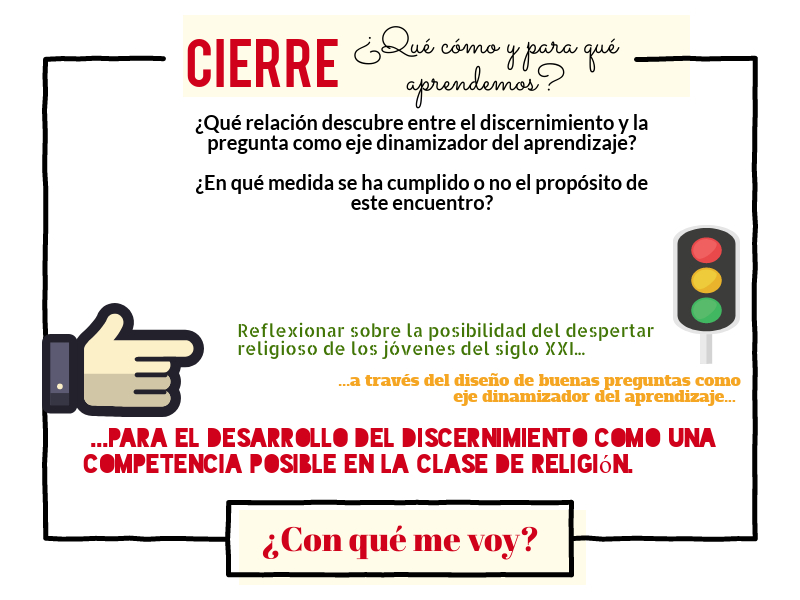 CIERRE
¿Qué cómo y para qué
aprendemos?
¿Qué relación descubre entre el discernimiento y la
pregunta como eje dinamizador del aprendizaje?
¿En qué medida se ha cumplido o no el propósito de
este encuentro?
Reflexionar sobre la posibilidad del despertar
religioso de los jóvenes del siglo XXI...
...a través del diseño de buenas preguntas como
eje dinamizador del aprendizaje...
...PARA EL DESARROLLO DEL DISCERNIMIENTO COMO UNA
COMPETENCIA POSIBLE EN LA CLASE DE RELIGIóN.
¿Con qué me voy?